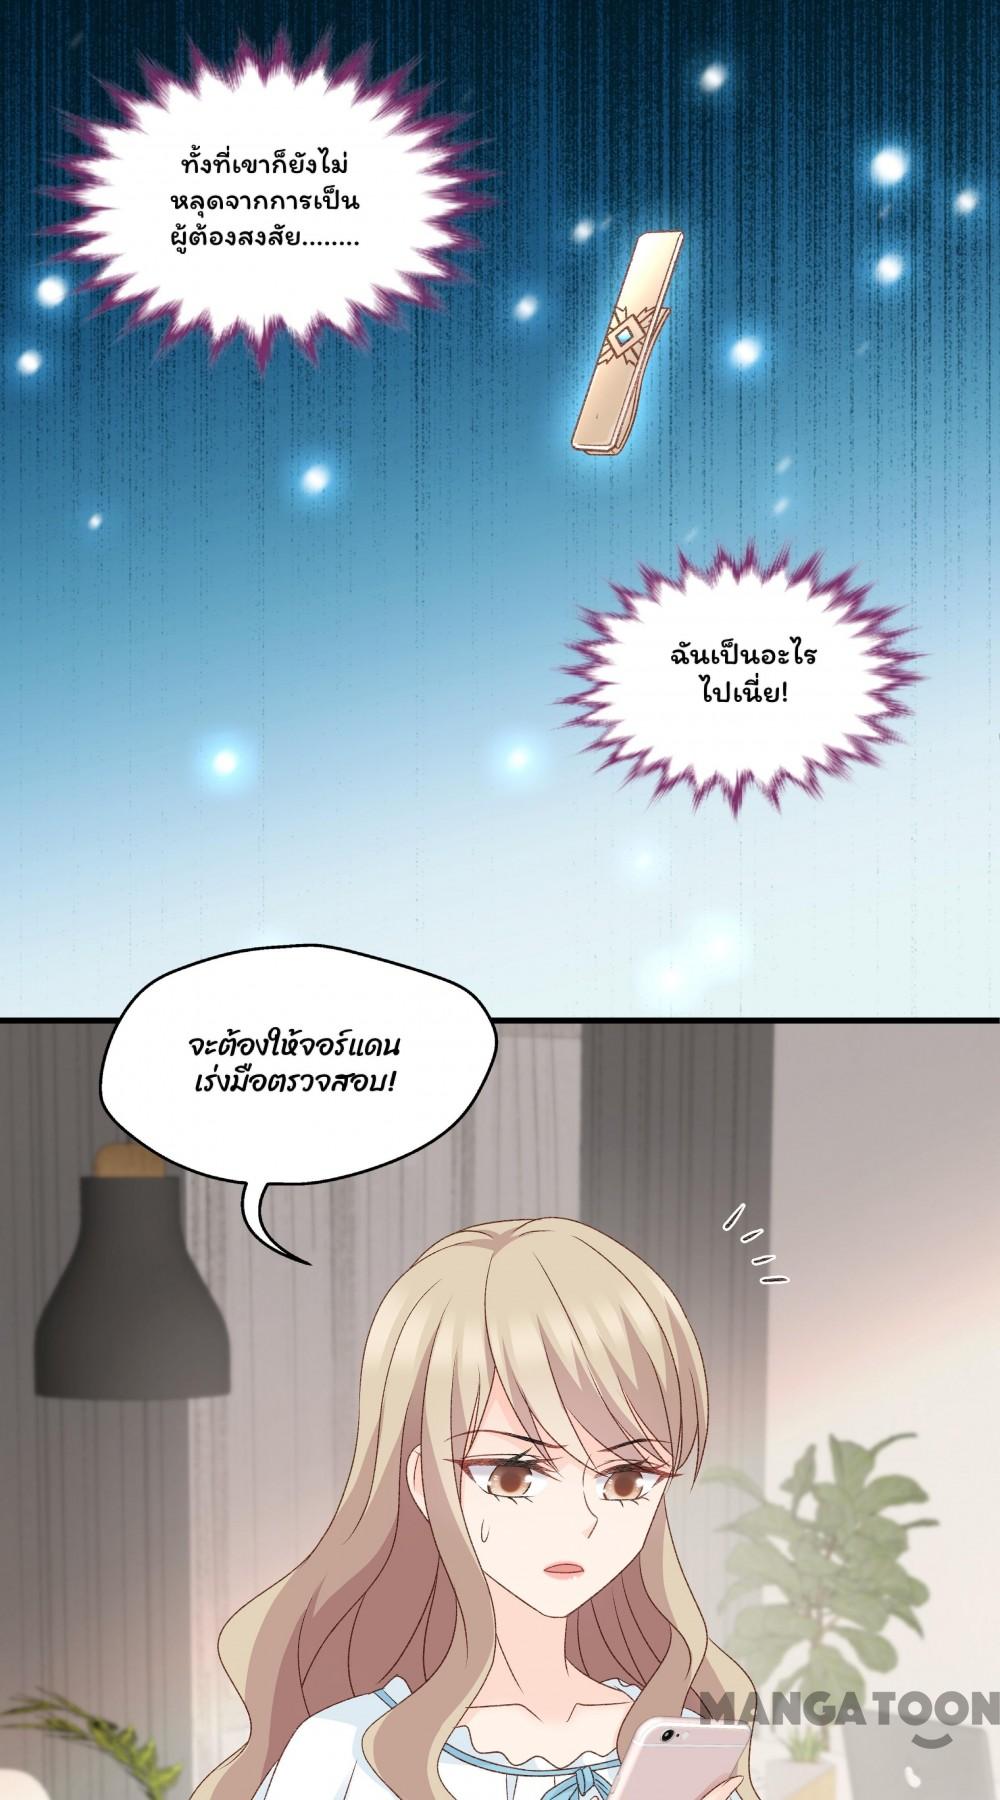 ทั้งที่เขาก็ยังไม่
หลุดจากการเป็น
ผู้ต้องสงสัย........
ฉันเป็นอะไร
ไปเนี่ย!
จะต้องให้จอร์แดน
เร่งมือตรวจสอบ!
MANGATOON